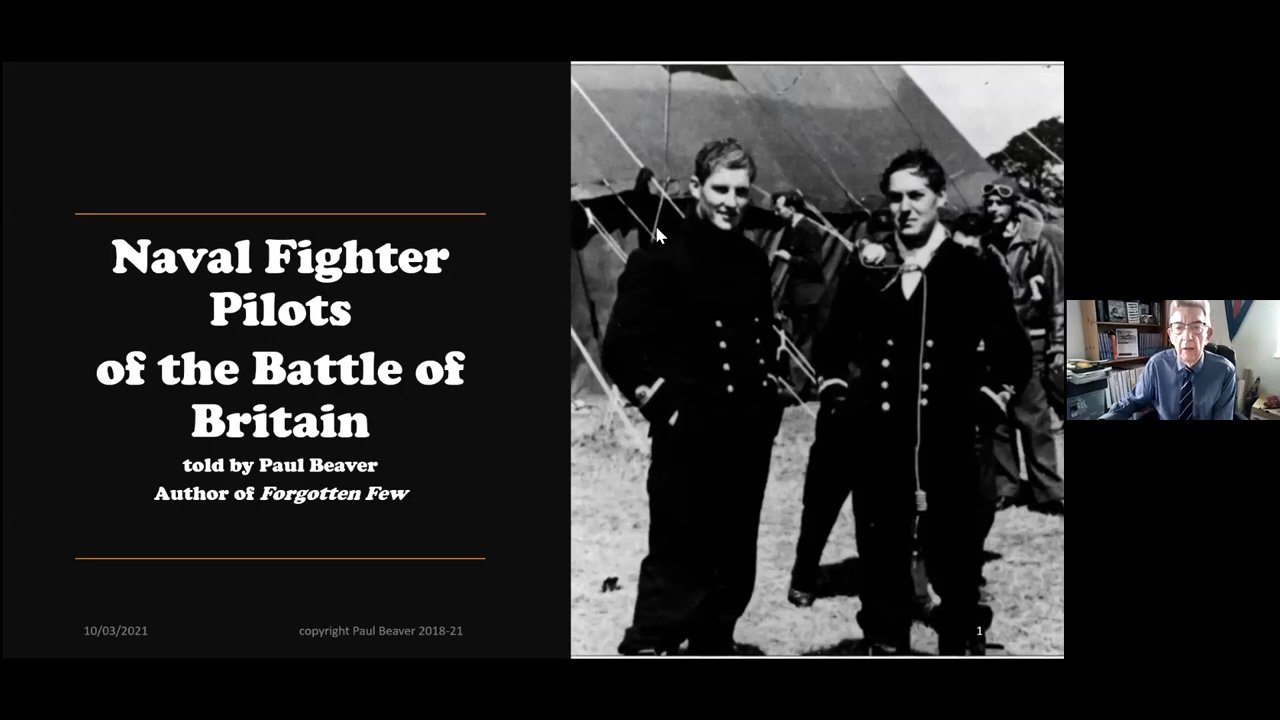 Naval Fighter
Pilots
of the Battle of
Britain
told by Paul Beaver
Author of Forgotten Few
10/03/2021
copyright Paul Beaver 2018-21
1